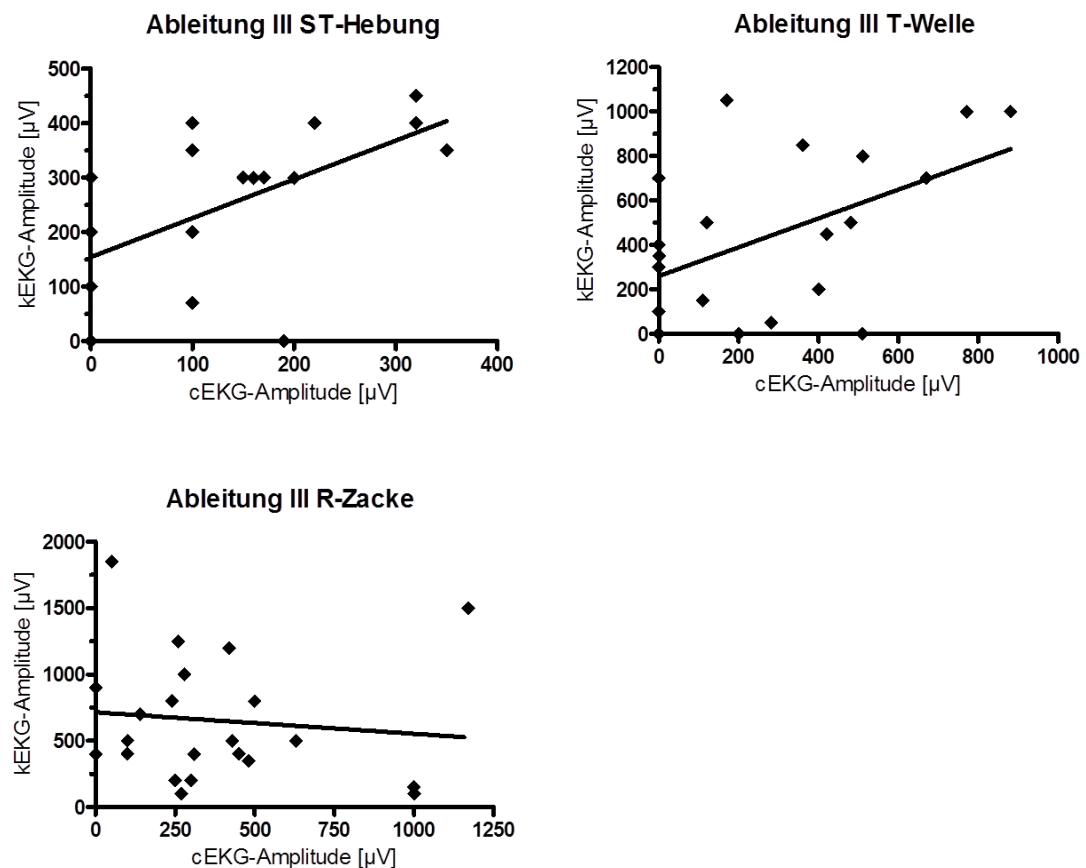 Ableitung III ST-Hebung
500
400
300
200
100
0
kEKG-Amplitude [µV]
0 100 200 300 400
cEKG-Amplitude [µV]
Ableitung III T-Welle
1200
1000
800
600
400
200
0
kEKG-Amplitude [µV]
0 200 400 600 800 1000
cEKG-Amplitude [µV]
Ableitung III R-Zacke
2000
1500
1000
500
0
kEKG-Amplitude [µV]
0 250 500 750 1000 1250
cEKG-Amplitude [µV]